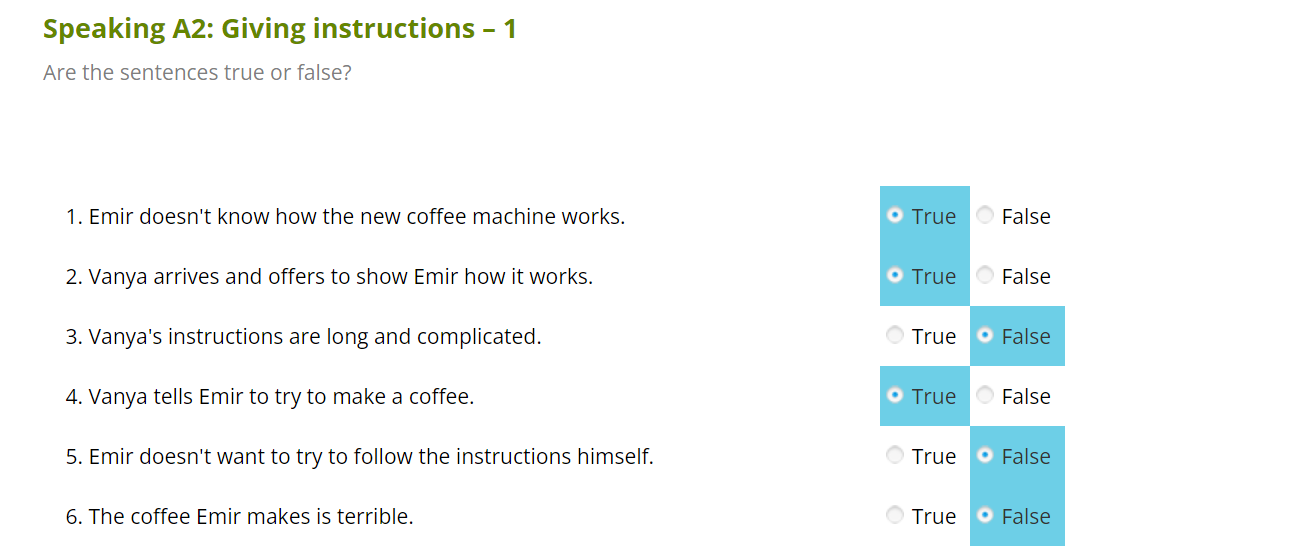 Speaking A2: Giving instructions – 1
Are the sentences true or false?
1. Emir doesn't know how the new coffee machine works. True False
2. Vanya arrives and offers to show Emir how it works. True False
3. Vanya's instructions are long and complicated. True False
4. Vanya tells Emir to try to make a coffee. True False
5. Emir doesn't want to try to follow the instructions himself. True False
6. The coffee Emir makes is terrible. True False